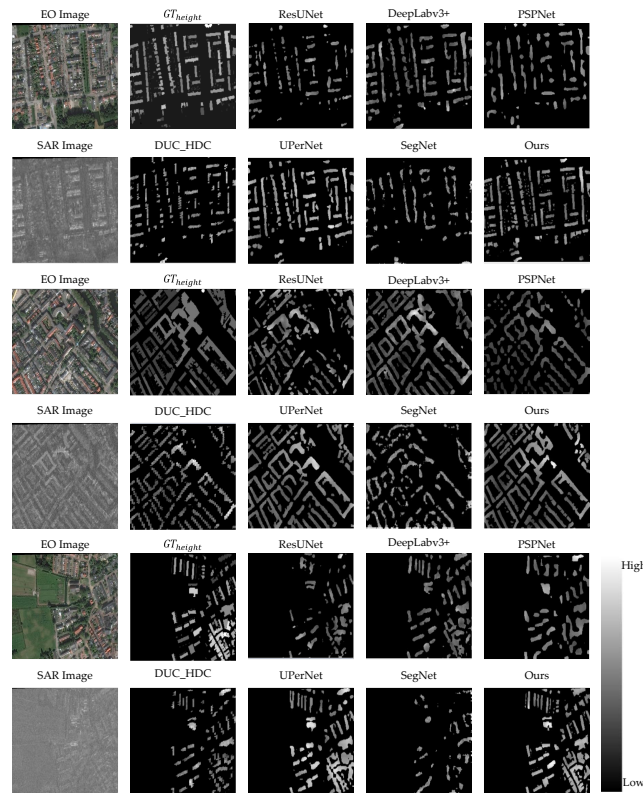 EO Image GT_height ResUNet DeepLabv3+ PSPNet
SAR Image DUC_HDC UPerNet SegNet Ours
EO Image GT_height ResUNet DeepLabv3+ PSPNet
SAR Image DUC_HDC UPerNet SegNet Ours
EO Image GT_height ResUNet DeepLabv3+ PSPNet
High
SAR Image DUC_HDC UPerNet SegNet Ours
Low